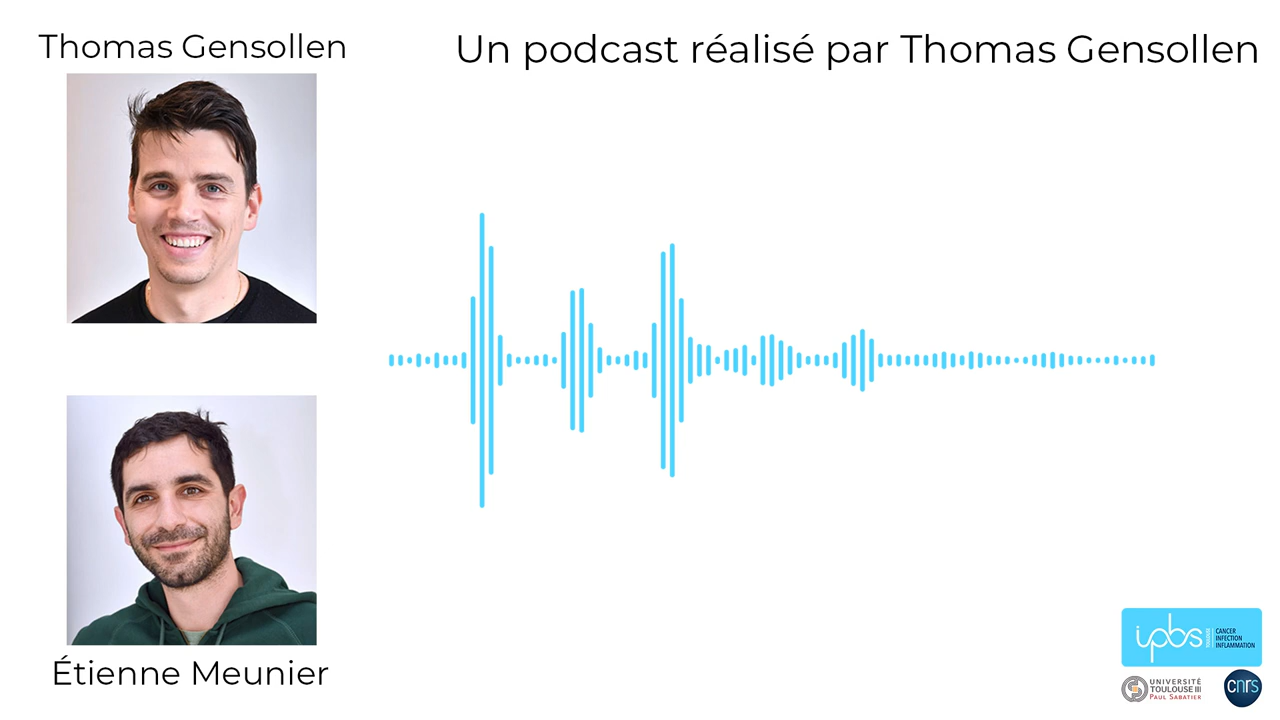 Thomas Gensollen
Un podcast réalisé par Thomas Gensollen
Étienne Meunier
ipbs
TOULOUSE
CANCER
INFECTION
INFLAMMATION
UNIVERSITÉ
TOULOUSE III
PAUL SABATIER
cnrs